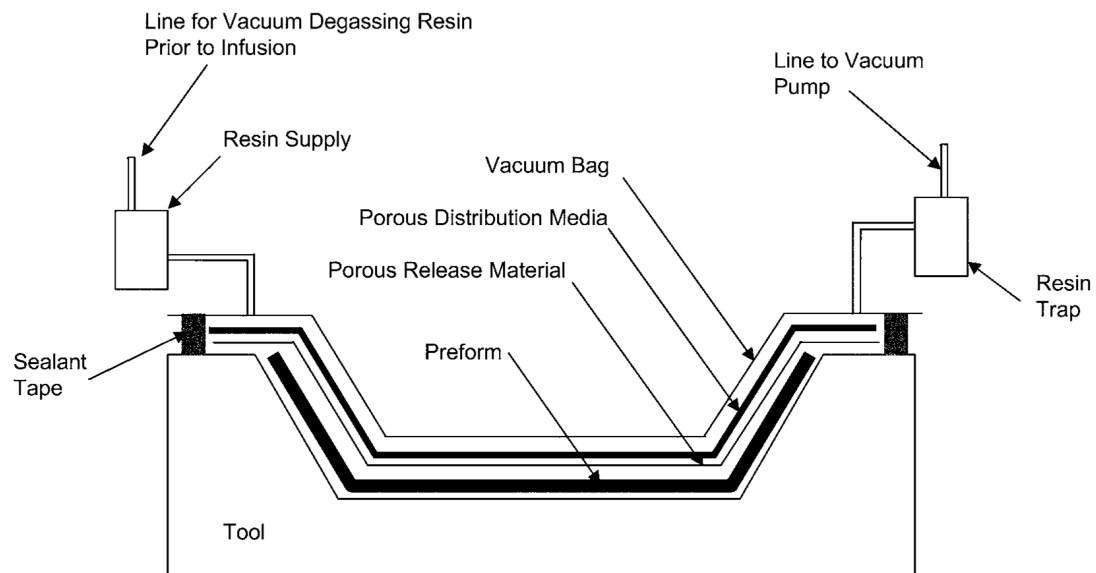 Line for Vacuum Degassing Resin
Prior to Infusion
Line to Vacuum
Pump
Resin Supply
Vacuum Bag
Porous Distribution Media
Porous Release Material
Resin
Trap
Preform
Sealant
Tape
Tool